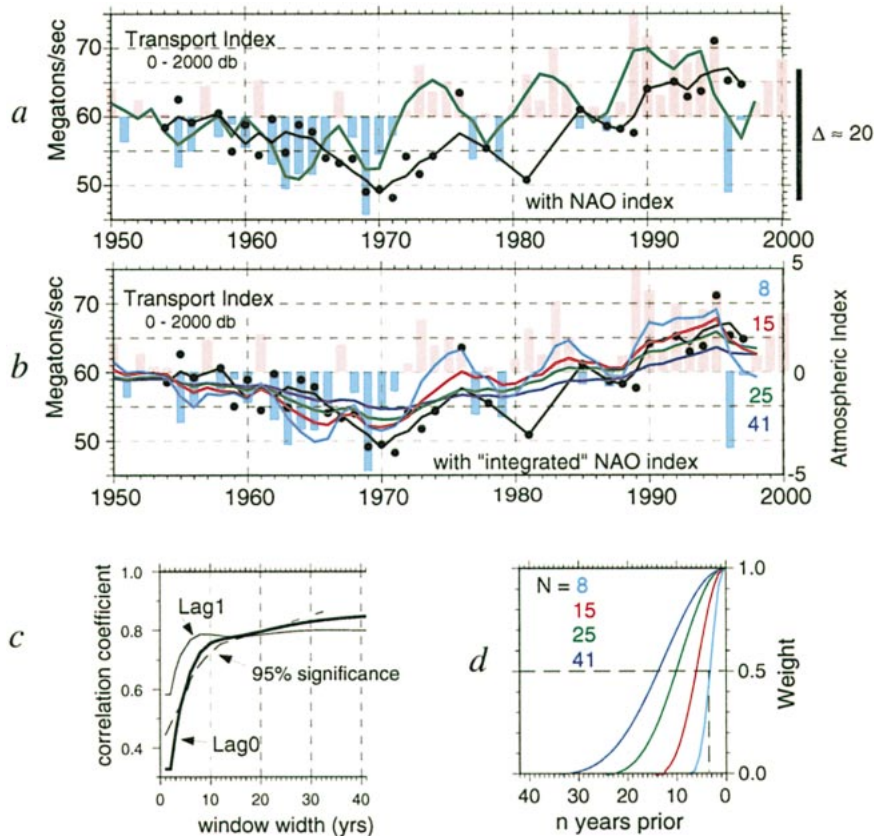 a
Megatons/sec
70
60
50
Transport Index
0 - 2000 db
with NAO index
Δ ≈ 20
1950 1960 1970 1980 1990 2000
b
Megatons/sec
70
60
50
Transport Index
0 - 2000 db
with "integrated" NAO index
8
15
25
41
5
0
-5
Atmospheric Index
1950 1960 1970 1980 1990 2000
c
correlation coefficient
1.0
0.8
0.6
0.4
Lag1
95% significance
Lag0
0 10 20 30 40
window width (yrs)
d
N = 8
15
25
41
1.0
0.5
0.0
Weight
40 30 20 10 0
n years prior